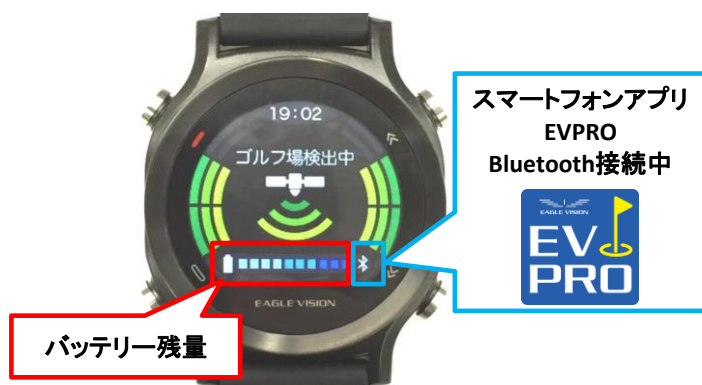 19:02
ゴルフ場検出中
EAGLE VISION
バッテリー残量
スマートフォンアプリ
EVPRO
Bluetooth接続中
EAGLE VISION
EV
PRO